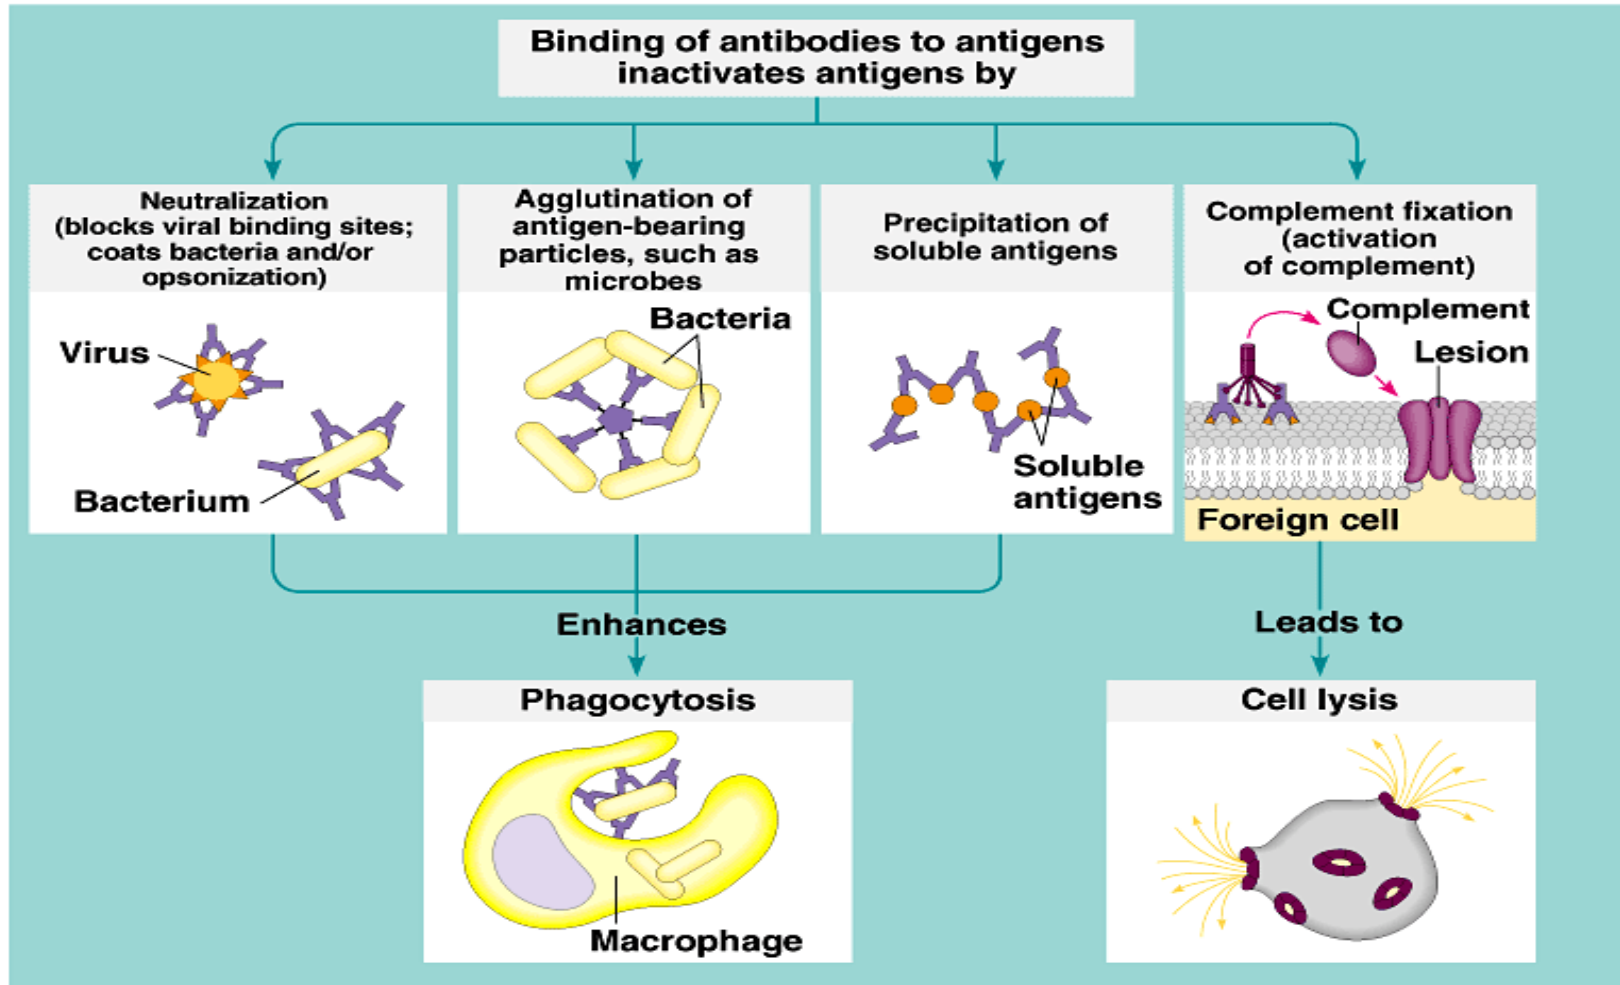 Binding of antibodies to antigens
inactivates antigens by
Neutralization
(blocks viral binding sites;
coats bacteria and/or
opsonization)
Virus
Bacterium
Agglutination of
antigen-bearing
particles, such as
microbes
Bacteria
Precipitation of
soluble antigens
Soluble
antigens
Complement fixation
(activation
of complement)
Complement
Lesion
Foreign cell
Enhances
Leads to
Phagocytosis
Macrophage
Cell lysis